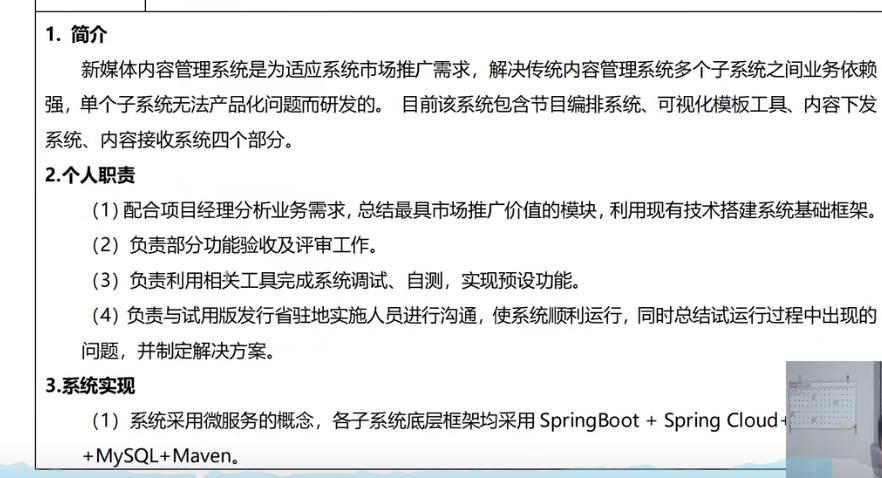 1. 简介
新媒体内容管理系统是为适应系统市场推广需求，解决传统内容管理系统多个子系统之间业务依赖
强，单个子系统无法产品化问题而研发的。 目前该系统包含节目编排系统、可视化模板工具、内容下发
系统、内容接收系统四个部分。
2.个人职责
（1）配合项目经理分析业务需求，总结最具市场推广价值的模块，利用现有技术搭建系统基础框架。
（2）负责部分功能验收及评审工作。
（3）负责利用相关工具完成系统调试、自测，实现预设功能。
（4）负责与试用版发行省驻地实施人员进行沟通，使系统顺利运行，同时总结试运行过程中出现的
问题，并制定解决方案。
3.系统实现
（1）系统采用微服务的概念，各子系统底层框架均采用 SpringBoot + Spring Cloud+
+MySQL+Maven。